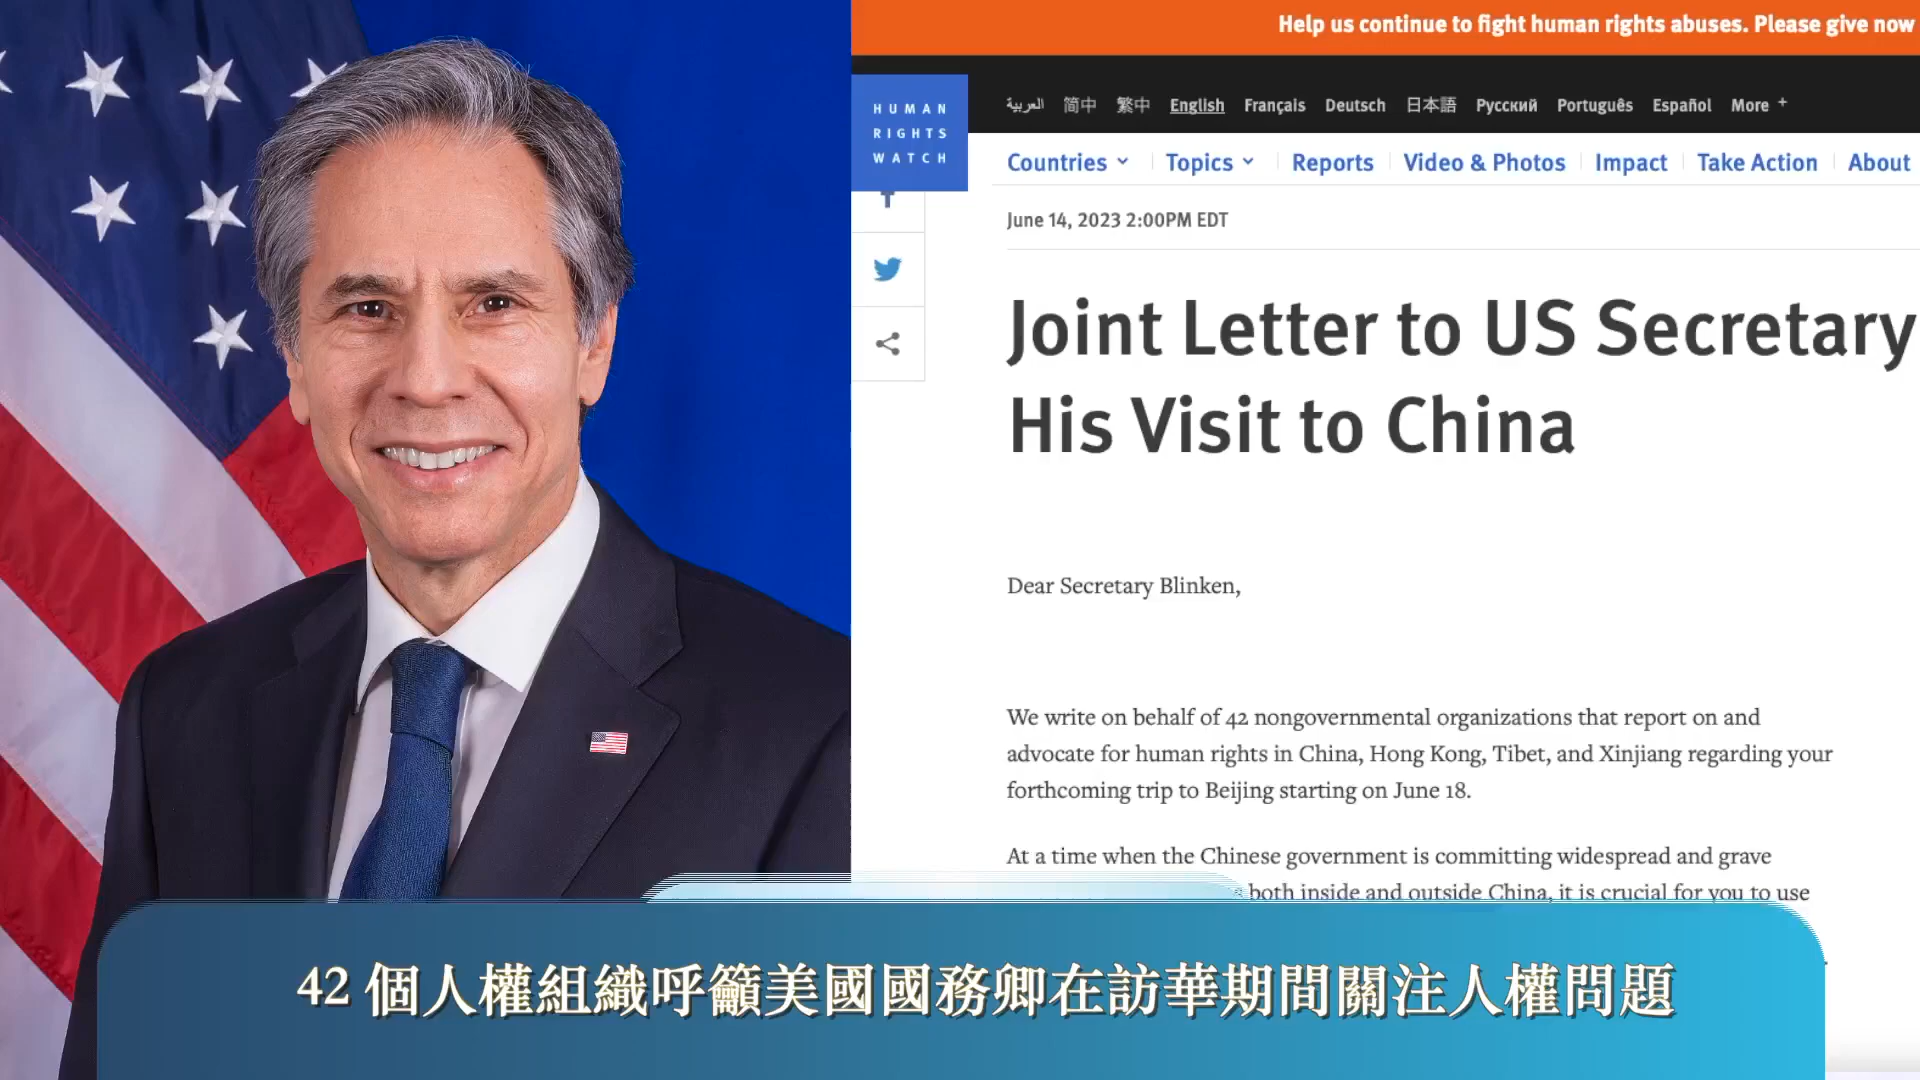 Help us continue to fight human rights abuses. Please give now
HUMAN
RIGHTS
WATCH
العربية 简中 繁中 English Français Deutsch 日本語 Русский Português Español More +
Countries Topics Reports Video & Photos Impact Take Action About
June 14, 2023 2:00PM EDT
Joint Letter to US Secretary
His Visit to China
Dear Secretary Blinken,
We write on behalf of 42 nongovernmental organizations that report on and
advocate for human rights in China, Hong Kong, Tibet, and Xinjiang regarding your
forthcoming trip to Beijing starting on June 18.
At a time when the Chinese government is committing widespread and grave
both inside and outside China, it is crucial for you to use
42 個人權組織呼籲美國國務卿在訪華期間關注人權問題